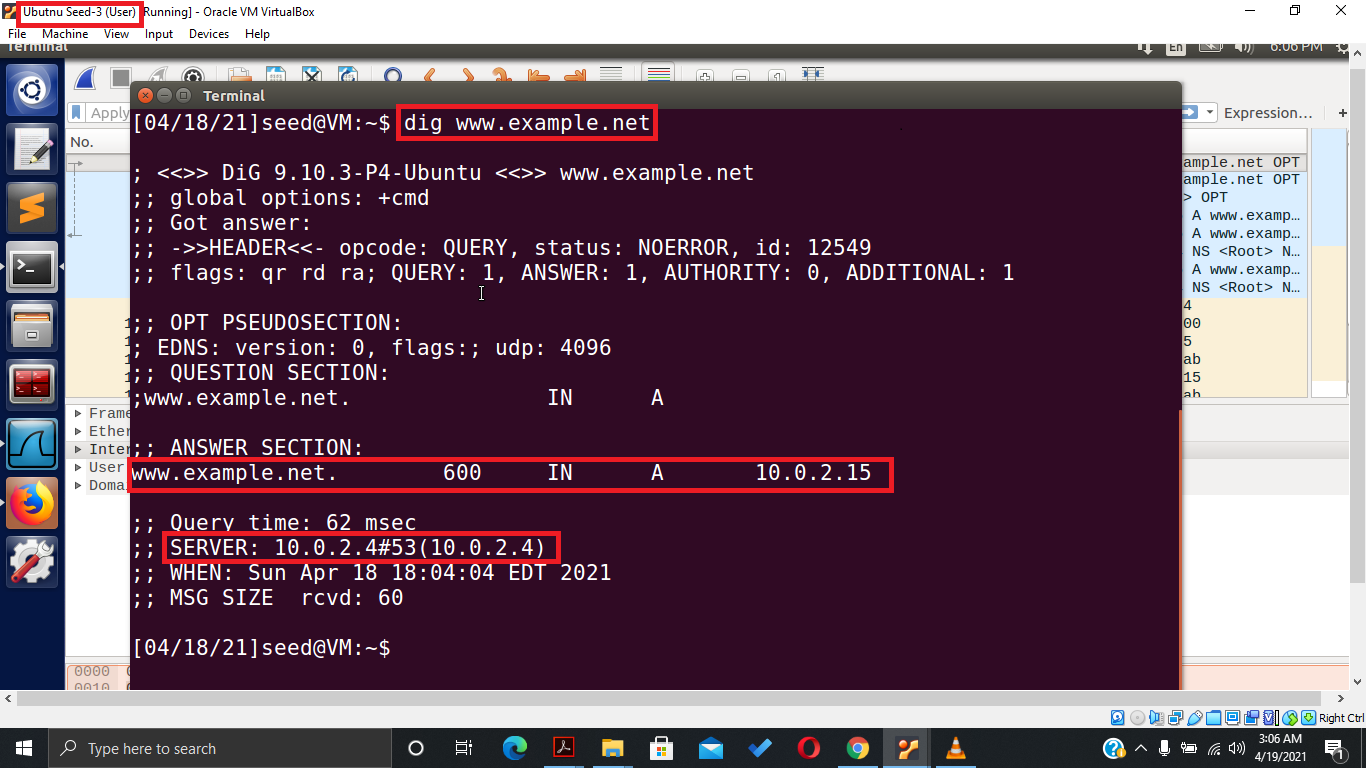 Ubutnu Seed-3 (User) [Running] - Oracle VM VirtualBox
File Machine View Input Devices Help
Terminal En 6:06 PM
Apply Expression… +
Terminal
No.
[04/18/21]seed@VM:~$ dig www.example.net
; <<>> DiG 9.10.3-P4-Ubuntu <<>> www.example.net
;; global options: +cmd
;; Got answer:
;; ->>HEADER<<- opcode: QUERY, status: NOERROR, id: 12549
;; flags: qr rd ra; QUERY: 1, ANSWER: 1, AUTHORITY: 0, ADDITIONAL: 1
;; OPT PSEUDOSECTION:
; EDNS: version: 0, flags:; udp: 4096
;; QUESTION SECTION:
;www.example.net. IN A
;; ANSWER SECTION:
www.example.net. 600 IN A 10.0.2.15
;; Query time: 62 msec
;; SERVER: 10.0.2.4#53(10.0.2.4)
;; WHEN: Sun Apr 18 18:04:04 EDT 2021
;; MSG SIZE rcvd: 60
[04/18/21]seed@VM:~$
ample.net OPT
ample.net OPT
> OPT
A www.examp…
A www.examp…
NS <Root> N…
A www.examp…
NS <Root> N…
4
00
5
ab
15
ab
Frame
Ether
Inter
User
Domai
0000
0010
Right Ctrl
Type here to search
3:06 AM
4/19/2021
1